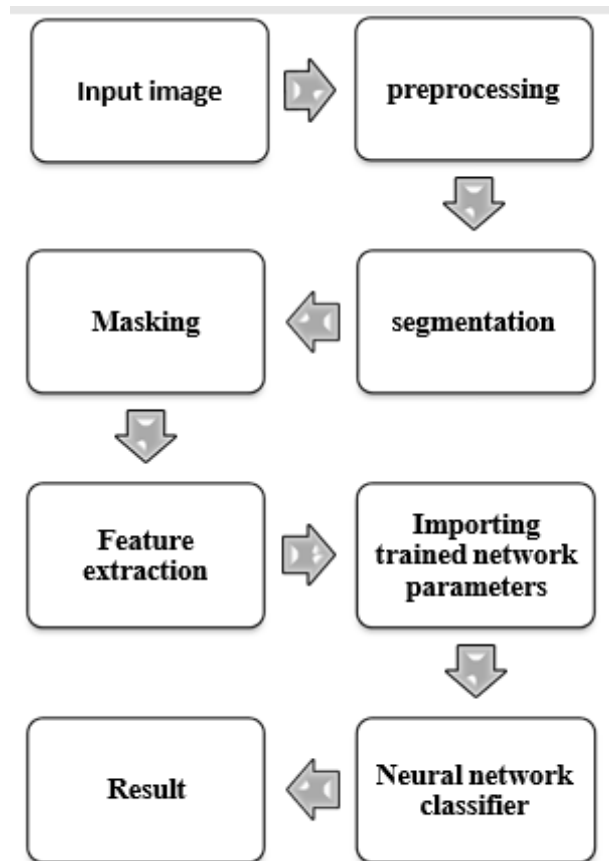 Input image
preprocessing
segmentation
Masking
Feature
extraction
Importing
trained network
parameters
Neural network
classifier
Result